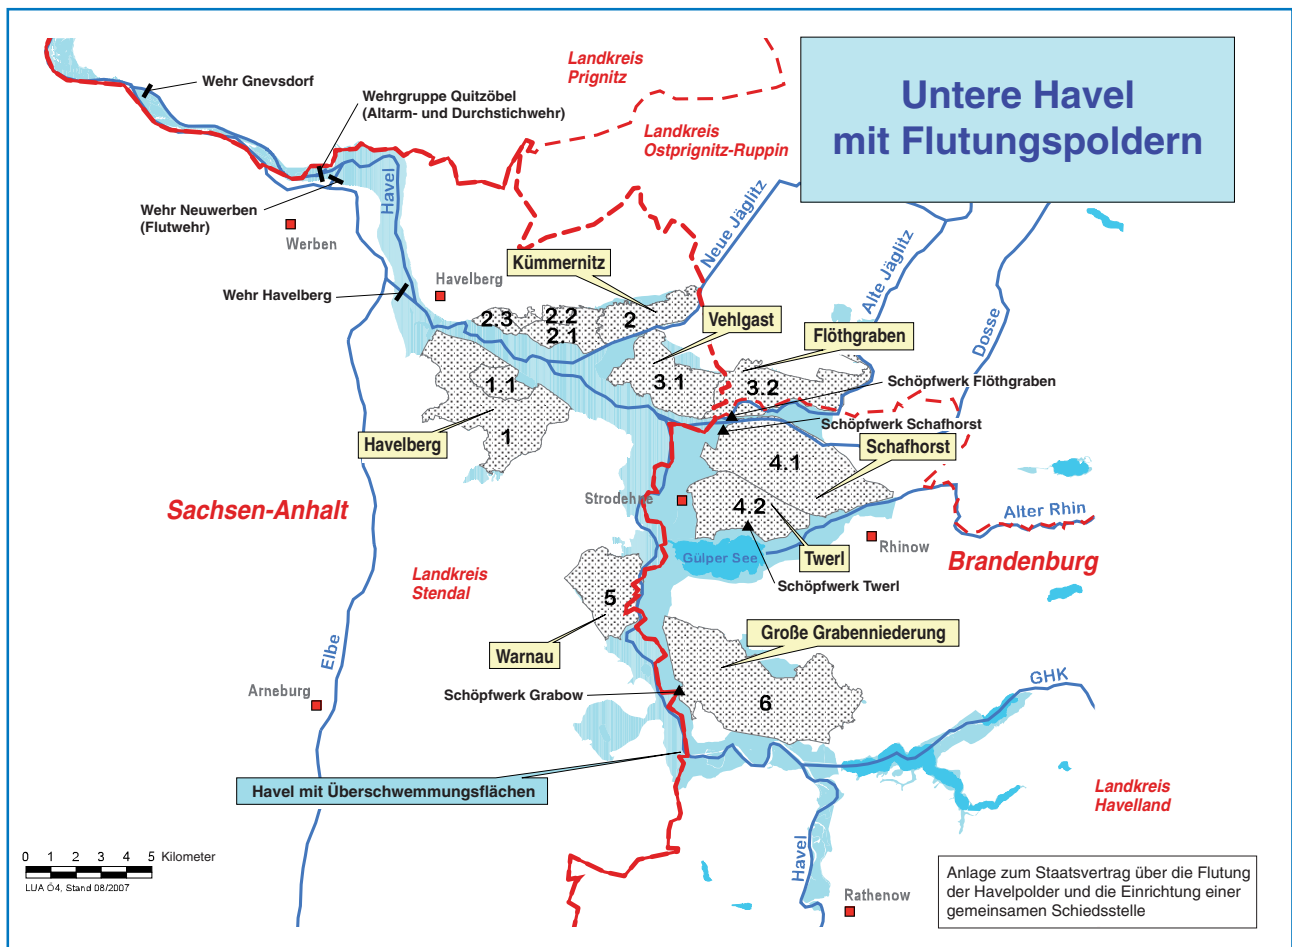 Untere Havel
mit Flutungspoldern
Landkreis
Prignitz
Landkreis
Ostprignitz-Ruppin
Wehr Gnevsdorf
Wehrgruppe Quitzöbel
(Altarm- und Durchstichwehr)
Wehr Neuwerben
(Flutwehr)
Havel
Werben
Havelberg
Wehr Havelberg
Kümmernitz
Neue Jäglitz
Alte Jäglitz
Dosse
2.3
2.2
2.1
2
Vehlgast
Flöthgraben
3.1
3.2
Schöpfwerk Flöthgraben
Schöpfwerk Schafhorst
1.1
1
Havelberg
Schafhorst
4.1
4.2
Sachsen-Anhalt
Strodehne
Alter Rhin
Rhinow
Brandenburg
Gülper See
Twerl
Schöpfwerk Twerl
Landkreis
Stendal
5
Warnau
Große Grabenniederung
Elbe
Arneburg
Schöpfwerk Grabow
6
GHK
Havel mit Überschwemmungsflächen
Landkreis
Havelland
Havel
Rathenow
0 1 2 3 4 5 Kilometer
LUA Ö4, Stand 08/2007
Anlage zum Staatsvertrag über die Flutung
der Havelpolder und die Einrichtung einer
gemeinsamen Schiedsstelle